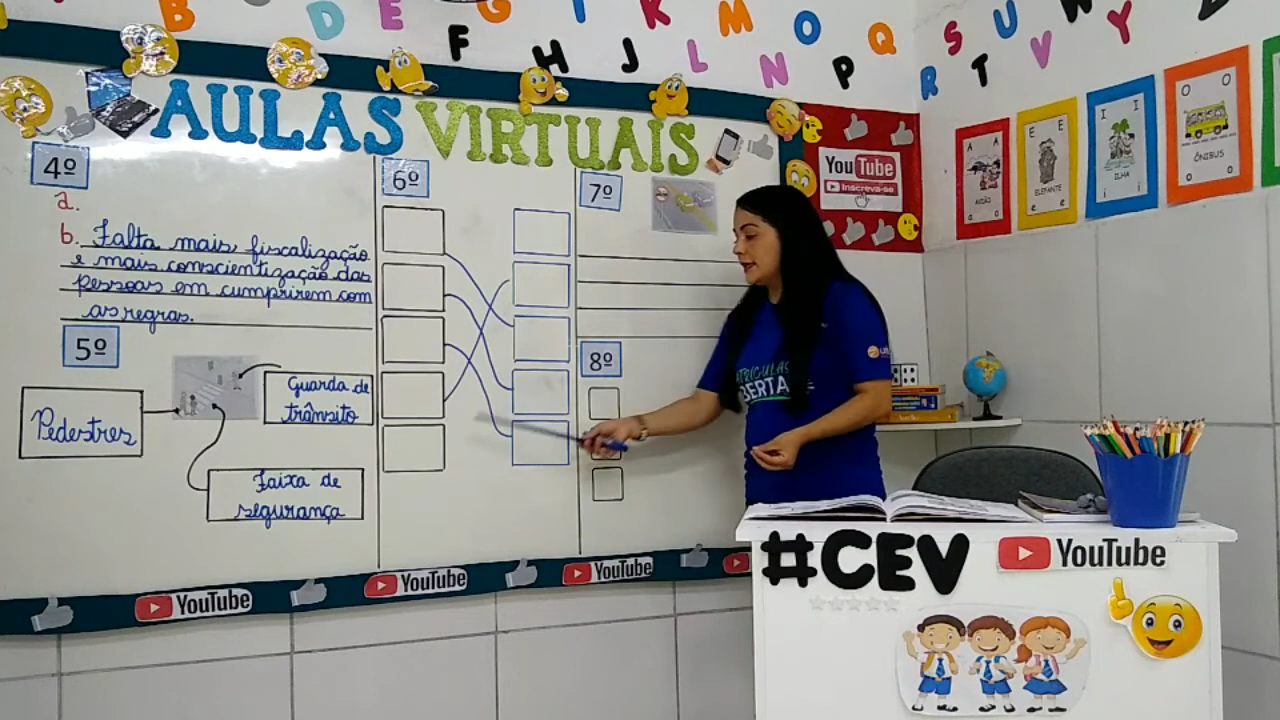 B D E G I K M O Q S U W Y Z
F H J L N P R T V
AULAS VIRTUAIS
4º
a.
b. Falta mais fiscalização
e mais conscientização das
pessoas em cumprirem com
as regras.
5º
Pedestres
Guarda de
trânsito
Faixa de
segurança
6º
7º
8º
YouTube
Inscreva-se
A A
AVIÃO
a a
E E
ELEFANTE
e e
I I
ILHA
i i
O O
ÔNIBUS
MATRÍCULAS
ABERTAS
YouTube
YouTube
YouTube
#CEV
YouTube